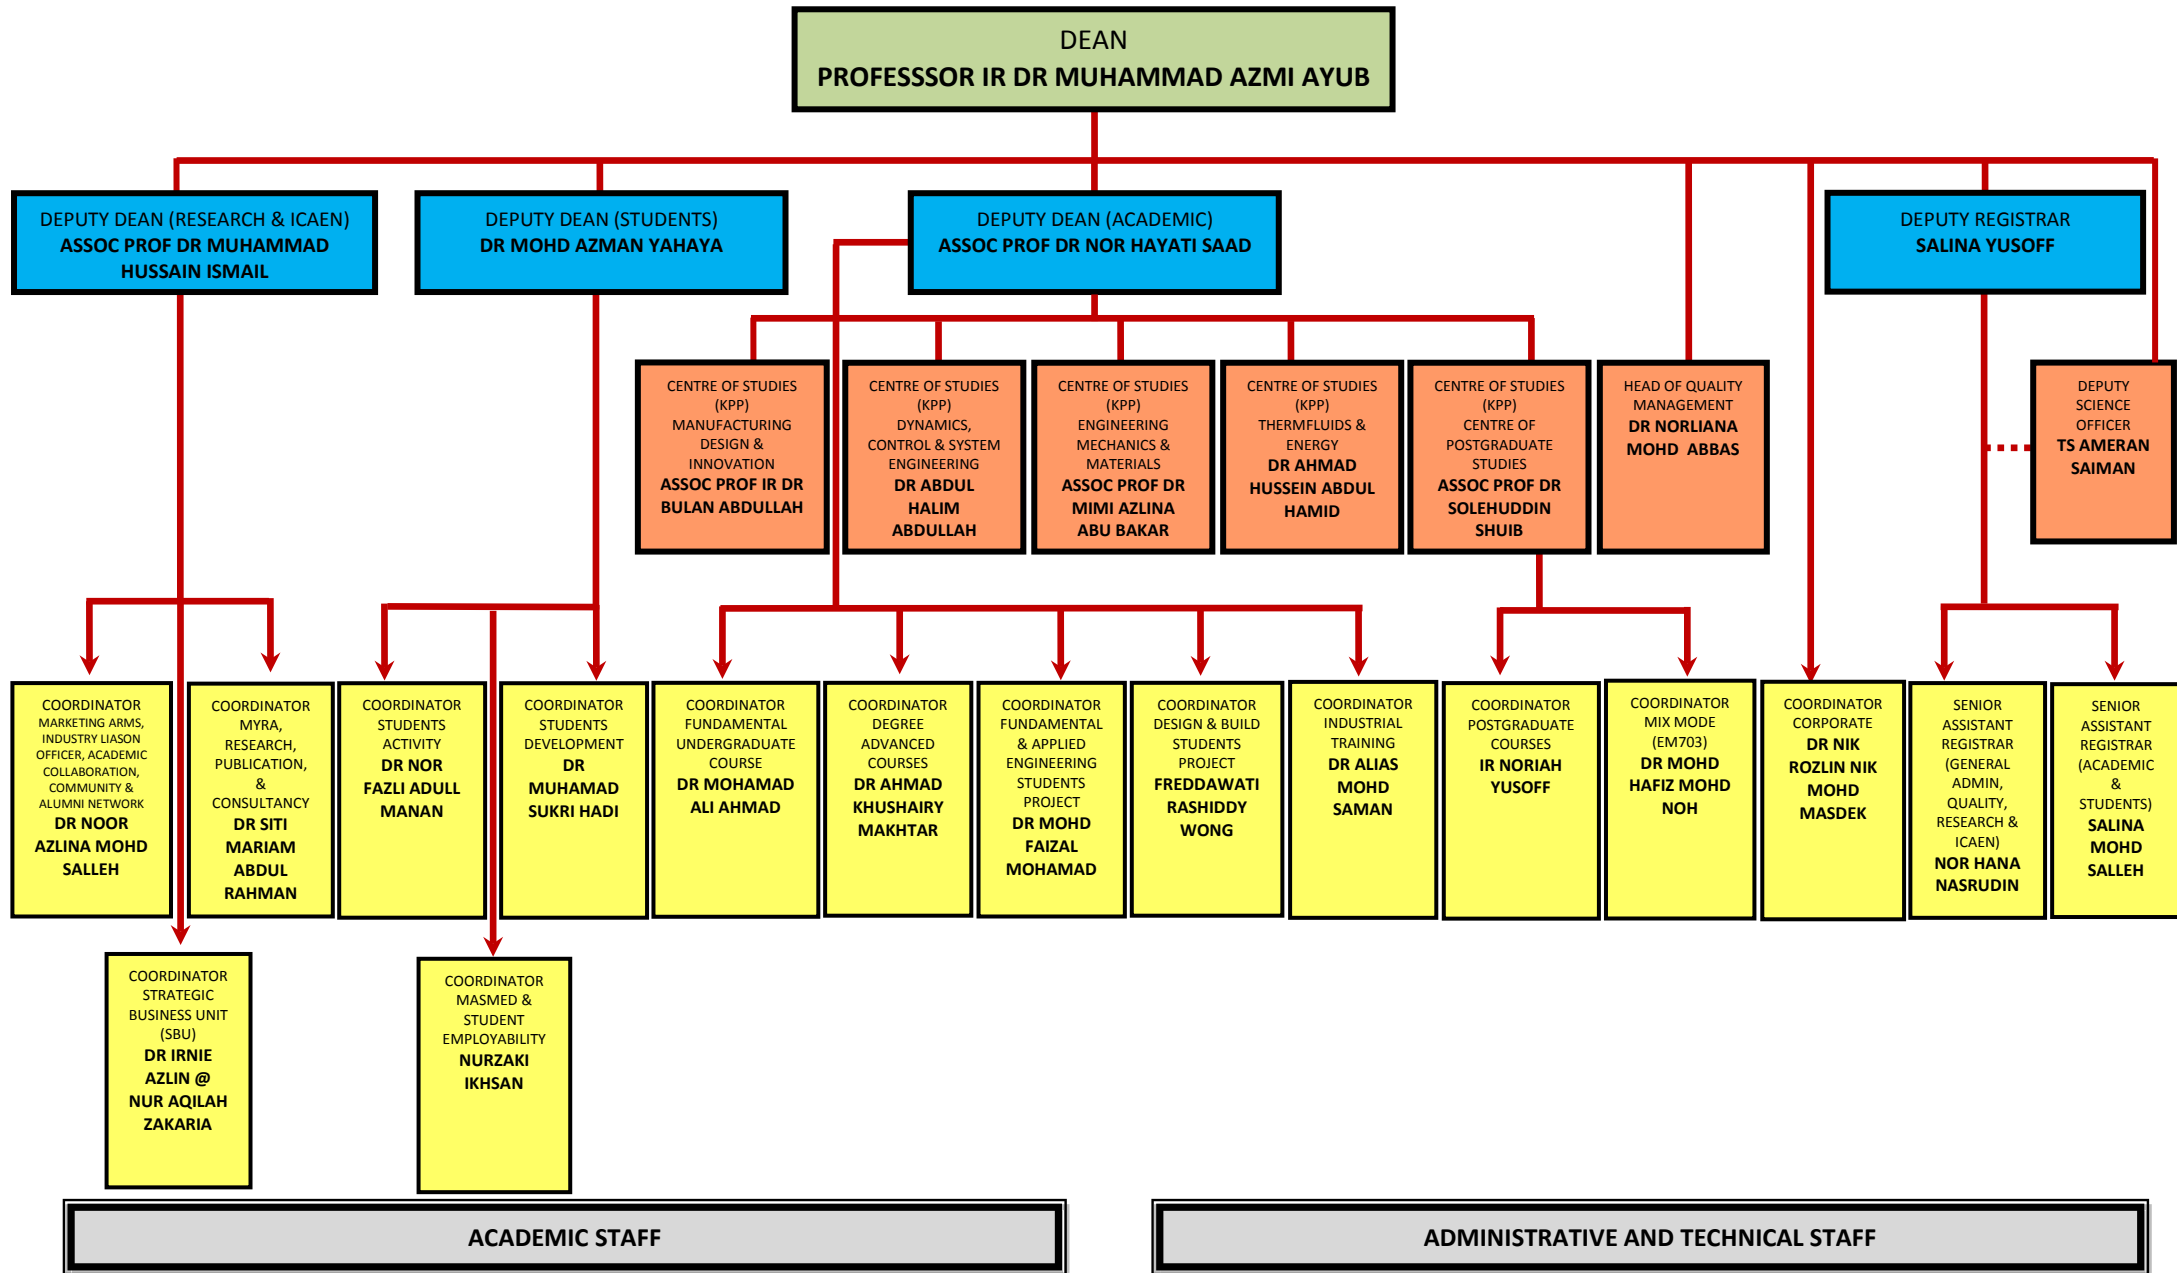 DEAN
PROFESSSOR IR DR MUHAMMAD AZMI AYUB
DEPUTY DEAN (RESEARCH & ICAEN)
ASSOC PROF DR MUHAMMAD
HUSSAIN ISMAIL
DEPUTY DEAN (STUDENTS)
DR MOHD AZMAN YAHAYA
DEPUTY DEAN (ACADEMIC)
ASSOC PROF DR NOR HAYATI SAAD
DEPUTY REGISTRAR
SALINA YUSOFF
CENTRE OF STUDIES
(KPP)
MANUFACTURING
DESIGN &
INNOVATION
ASSOC PROF IR DR
BULAN ABDULLAH
CENTRE OF STUDIES
(KPP)
DYNAMICS,
CONTROL & SYSTEM
ENGINEERING
DR ABDUL
HALIM
ABDULLAH
CENTRE OF STUDIES
(KPP)
ENGINEERING
MECHANICS &
MATERIALS
ASSOC PROF DR
MIMI AZLINA
ABU BAKAR
CENTRE OF STUDIES
(KPP)
THERMFLUIDS &
ENERGY
DR AHMAD
HUSSEIN ABDUL
HAMID
CENTRE OF STUDIES
(KPP)
CENTRE OF
POSTGRADUATE
STUDIES
ASSOC PROF DR
SOLEHUDDIN
SHUIB
HEAD OF QUALITY
MANAGEMENT
DR NORLIANA
MOHD  ABBAS
DEPUTY
SCIENCE
OFFICER
TS AMERAN
SAIMAN
COORDINATOR
MARKETING ARMS,
INDUSTRY LIASON
OFFICER, ACADEMIC
COLLABORATION,
COMMUNITY &
ALUMNI NETWORK
DR NOOR
AZLINA MOHD
SALLEH
COORDINATOR
MYRA,
RESEARCH,
PUBLICATION,
&
CONSULTANCY
DR SITI
MARIAM
ABDUL
RAHMAN
COORDINATOR
STUDENTS
ACTIVITY
DR NOR
FAZLI ADULL
MANAN
COORDINATOR
STUDENTS
DEVELOPMENT
DR
MUHAMAD
SUKRI HADI
COORDINATOR
FUNDAMENTAL
UNDERGRADUATE
COURSE
DR MOHAMAD
ALI AHMAD
COORDINATOR
DEGREE
ADVANCED
COURSES
DR AHMAD
KHUSHAIRY
MAKHTAR
COORDINATOR
FUNDAMENTAL
& APPLIED
ENGINEERING
STUDENTS
PROJECT
DR MOHD
FAIZAL
MOHAMAD
COORDINATOR
DESIGN & BUILD
STUDENTS
PROJECT
FREDDAWATI
RASHIDDY
WONG
COORDINATOR
INDUSTRIAL
TRAINING
DR ALIAS
MOHD
SAMAN
COORDINATOR
POSTGRADUATE
COURSES
IR NORIAH
YUSOFF
COORDINATOR
MIX MODE
(EM703)
DR MOHD
HAFIZ MOHD
NOH
COORDINATOR
CORPORATE
DR NIK
ROZLIN NIK
MOHD
MASDEK
SENIOR
ASSISTANT
REGISTRAR
(GENERAL
ADMIN,
QUALITY,
RESEARCH &
ICAEN)
NOR HANA
NASRUDIN
SENIOR
ASSISTANT
REGISTRAR
(ACADEMIC
&
STUDENTS)
SALINA
MOHD
SALLEH
COORDINATOR
STRATEGIC
BUSINESS UNIT
(SBU)
DR IRNIE
AZLIN @
NUR AQILAH
ZAKARIA
COORDINATOR
MASMED &
STUDENT
EMPLOYABILITY
NURZAKI
IKHSAN
ACADEMIC STAFF
ADMINISTRATIVE AND TECHNICAL STAFF